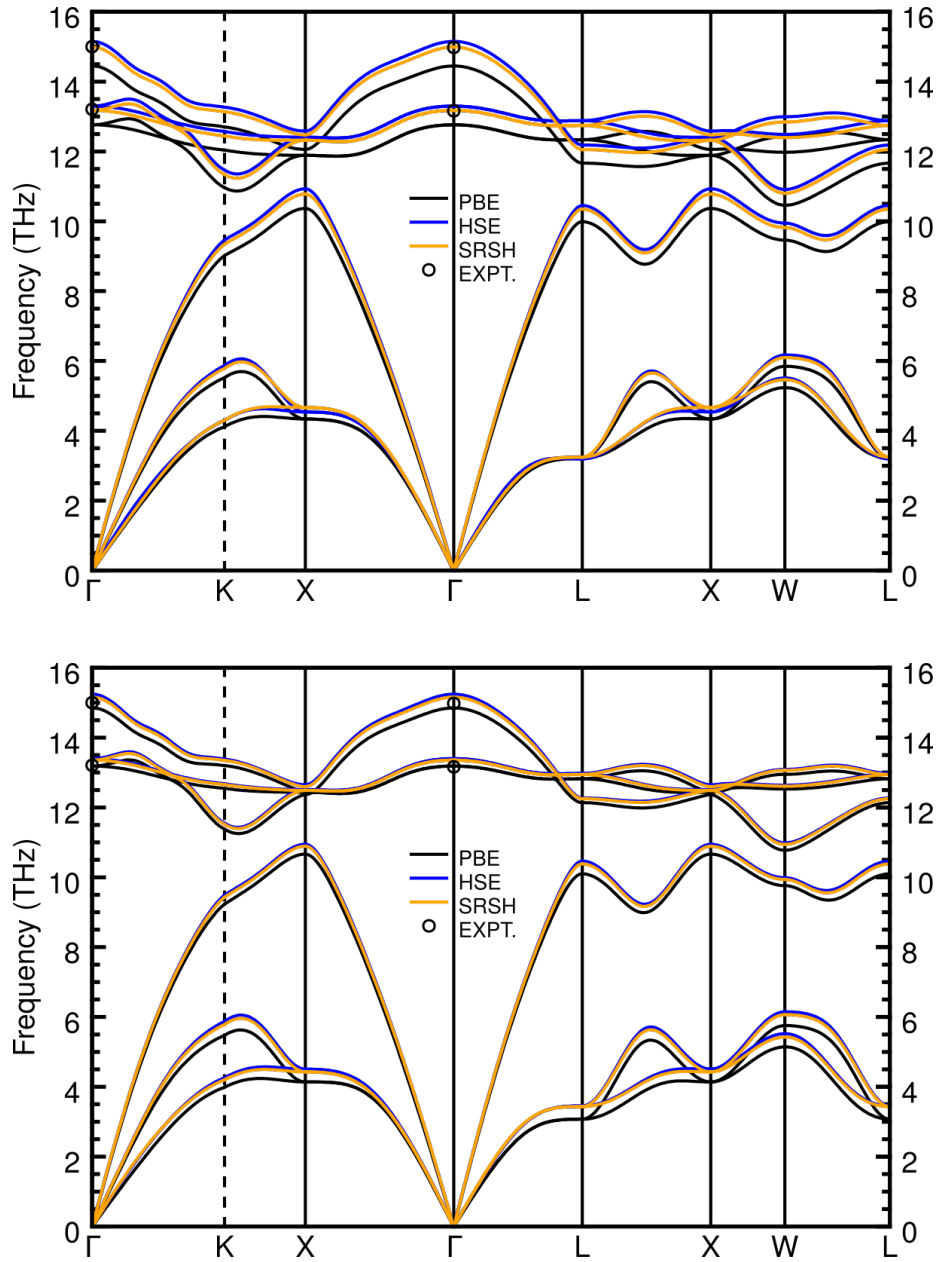 16 16
14 14
12 12
10 10
8 8
6 6
4 4
2 2
0 0
Frequency (THz)
PBE
HSE
SRSH
EXPT.
Γ K X Γ L X W L
16 16
14 14
12 12
10 10
8 8
6 6
4 4
2 2
0 0
Frequency (THz)
PBE
HSE
SRSH
EXPT.
Γ K X Γ L X W L